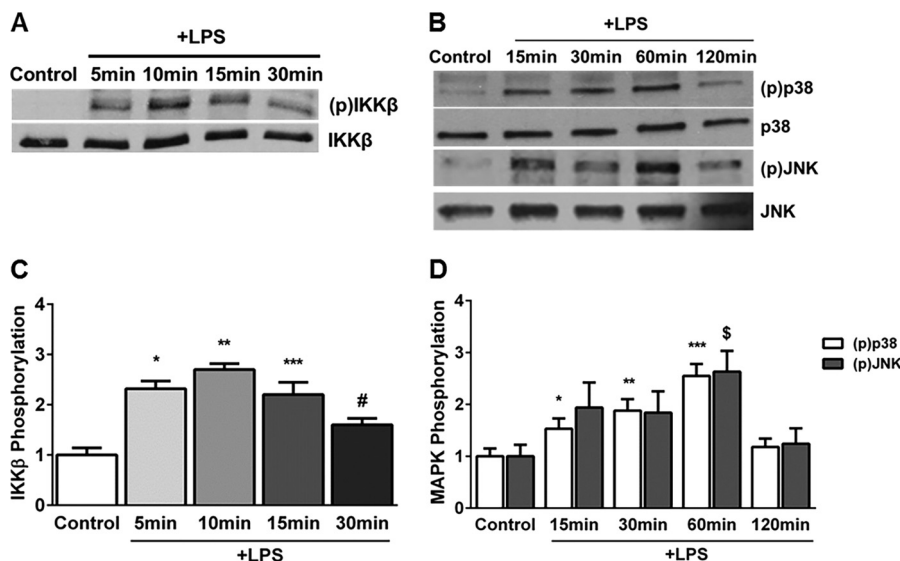 A
+LPS
Control 5min 10min 15min 30min
(p)IKKβ
IKKβ
B
+LPS
Control 15min 30min 60min 120min
(p)p38
p38
(p)JNK
JNK
C
IKKβ Phosphorylation
4
3
2
1
0
*
**
***
#
Control 5min 10min 15min 30min
+LPS
D
MAPK Phosphorylation
4
3
2
1
0
*
**
***
$
(p)p38
(p)JNK
Control 15min 30min 60min 120min
+LPS